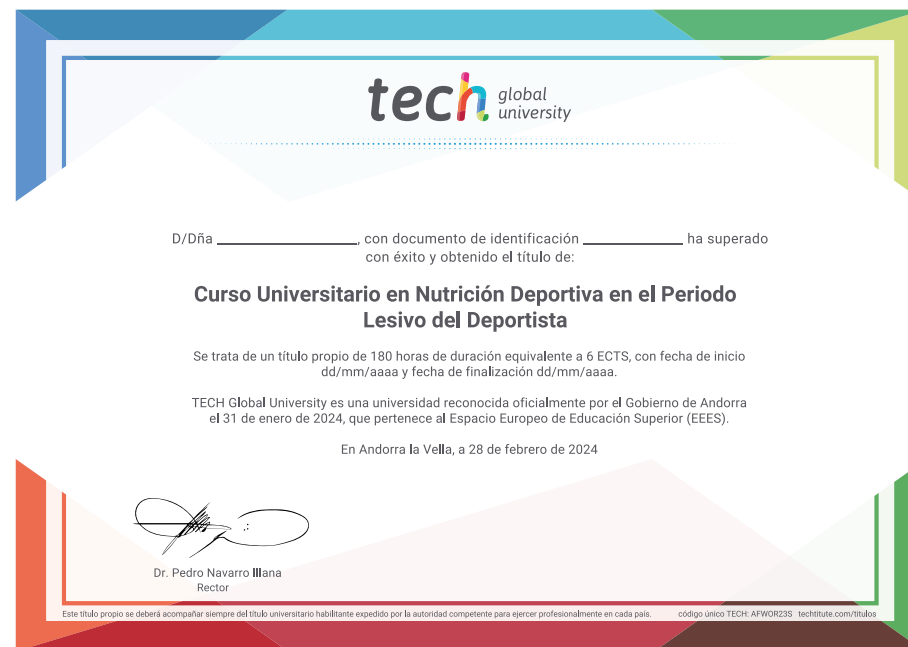 tech global university
D/Dña ______________, con documento de identificación __________ ha superado
con éxito y obtenido el título de:
Curso Universitario en Nutrición Deportiva en el Periodo
Lesivo del Deportista
Se trata de un título propio de 180 horas de duración equivalente a 6 ECTS, con fecha de inicio
dd/mm/aaaa y fecha de finalización dd/mm/aaaa.
TECH Global University es una universidad reconocida oficialmente por el Gobierno de Andorra
el 31 de enero de 2024, que pertenece al Espacio Europeo de Educación Superior (EEES).
En Andorra la Vella, a 28 de febrero de 2024
Dr. Pedro Navarro Illana
Rector
Este título propio se deberá acompañar siempre del título universitario habilitante expedido por la autoridad competente para ejercer profesionalmente en cada país. código único TECH: AFWOR23S techtitute.com/titulos